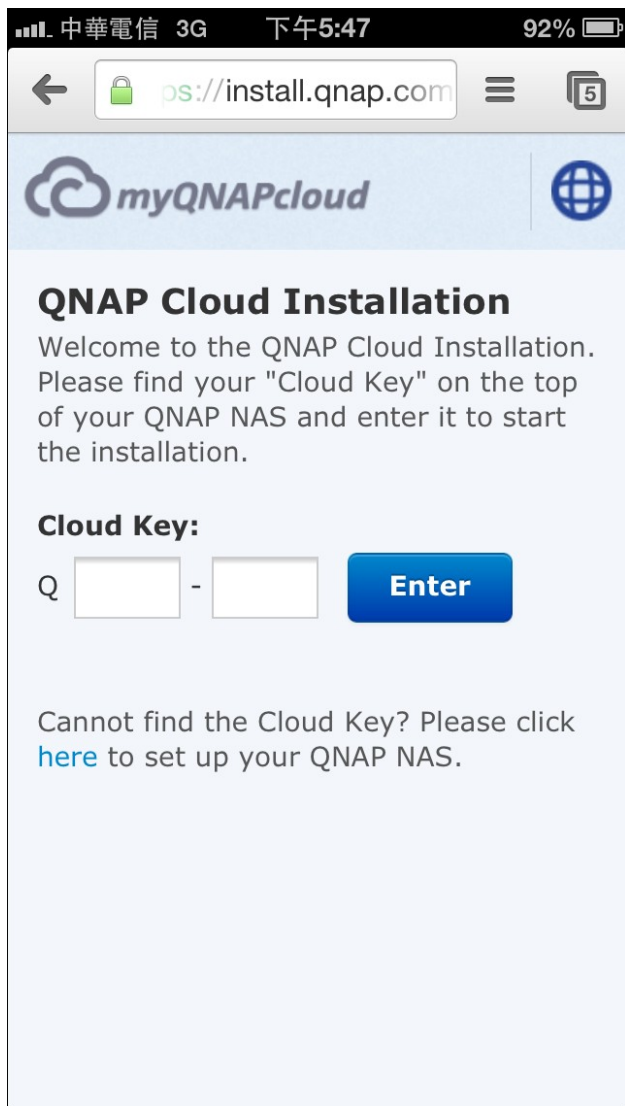 中華電信 3G 下午5:47 92%
ps://install.qnap.com 5
myQNAPcloud
QNAP Cloud Installation
Welcome to the QNAP Cloud Installation.
Please find your "Cloud Key" on the top
of your QNAP NAS and enter it to start
the installation.
Cloud Key:
Q - Enter
Cannot find the Cloud Key? Please click
here to set up your QNAP NAS.